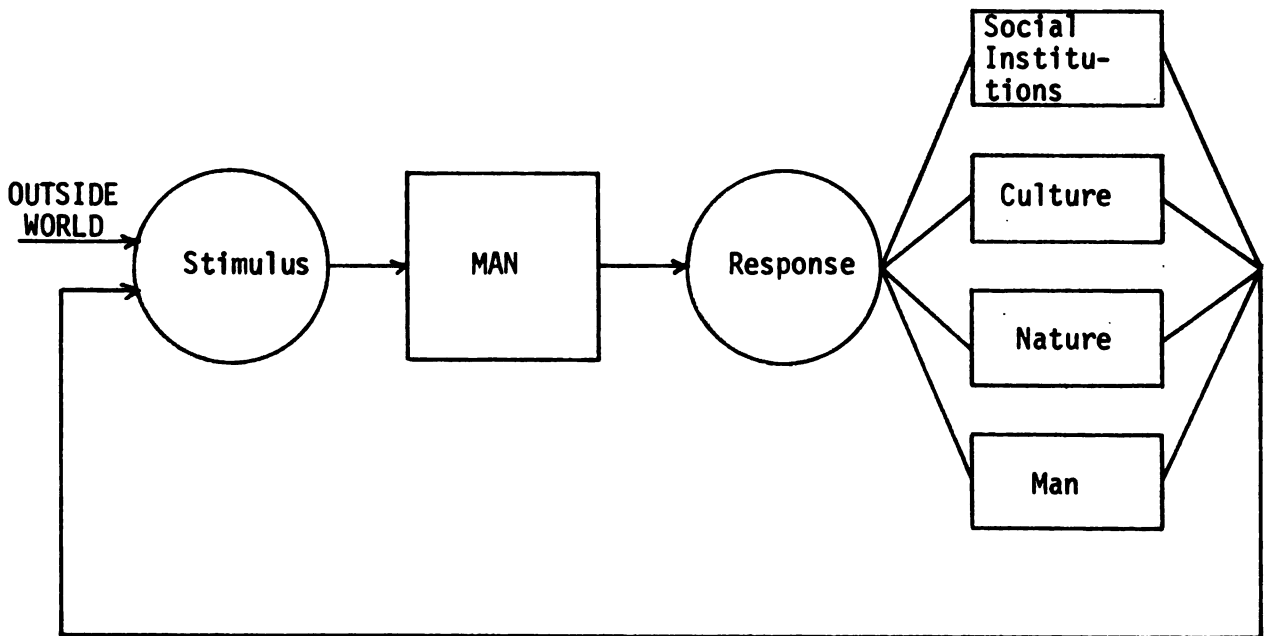 OUTSIDE
WORLD
Stimulus
MAN
Response
Social
Institu-
tions
Culture
Nature
Man